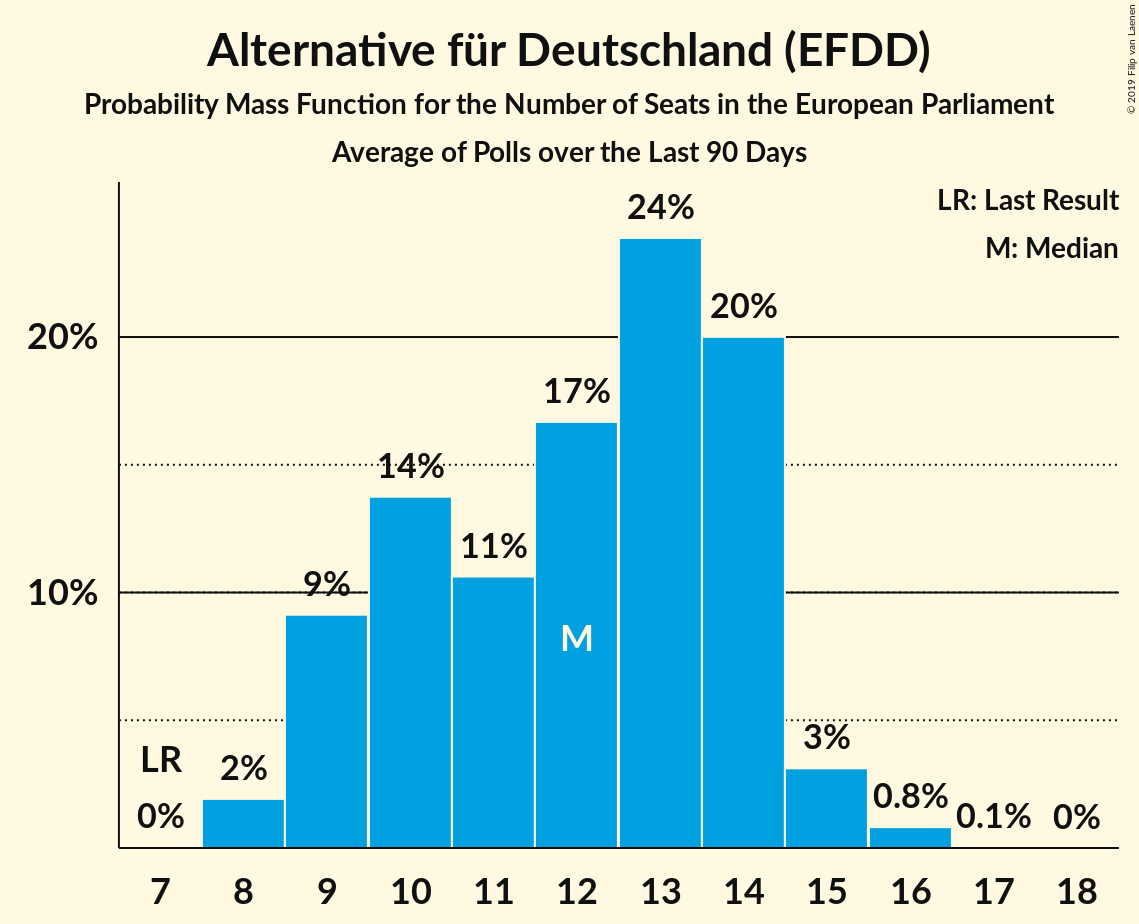 Alternative für Deutschland (EFDD)
Probability Mass Function for the Number of Seats in the European Parliament
Average of Polls over the Last 90 Days
© 2019 Filip van Laenen
LR: Last Result
M: Median
24%
20%
20%
17%
14%
11%
10%
9%
M
LR
3%
2%
0.8%
0%
0.1%
0%
7 8 9 10 11 12 13 14 15 16 17 18